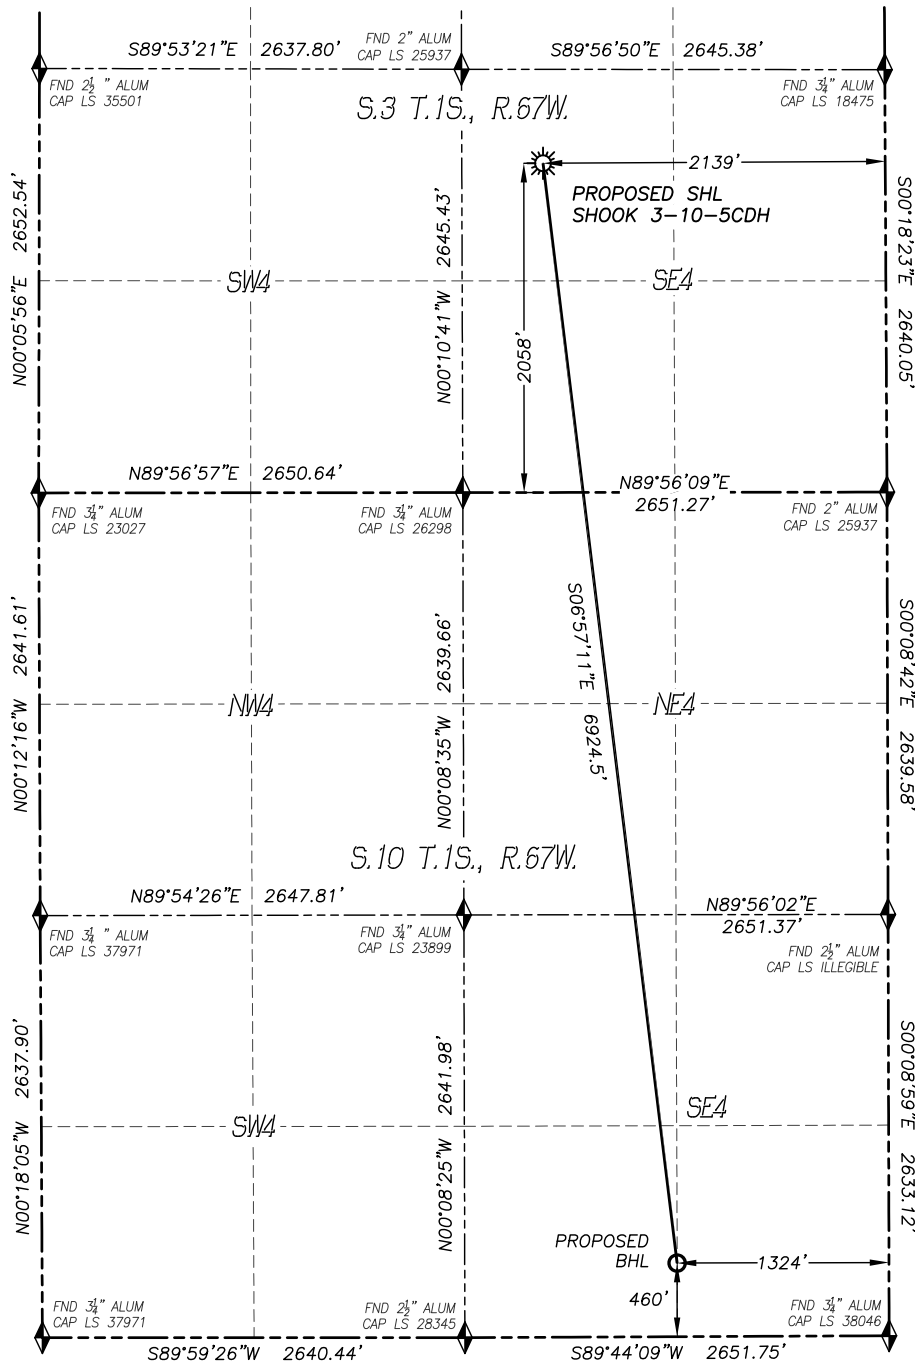 S89°53'21"E 2637.80'
FND 2" ALUM
CAP LS 25937
S89°56'50"E 2645.38'
FND 2½" ALUM
CAP LS 35501
FND 3¼" ALUM
CAP LS 18475
S.3 T.1S., R.67W.
2139'
PROPOSED SHL
SHOOK 3-10-5CDH
N00°05'56"E 2652.54'
N00°10'41"W 2645.43'
2058'
S00°18'23"E 2640.05'
SW4
SE4
N89°56'57"E 2650.64'
N89°56'09"E
2651.27'
FND 3¼" ALUM
CAP LS 23027
FND 3¼" ALUM
CAP LS 26298
FND 2" ALUM
CAP LS 25937
N00°12'16"W 2641.61'
N00°08'35"W 2639.66'
S06°57'11"E 6924.5'
S00°08'42"E 2639.58'
NW4
NE4
S.10 T.1S., R.67W.
N89°54'26"E 2647.81'
N89°56'02"E
2651.37'
FND 3¼" ALUM
CAP LS 37971
FND 3¼" ALUM
CAP LS 23899
FND 2½" ALUM
CAP LS ILLEGIBLE
N00°18'05"W 2637.90'
N00°08'25"W 2641.98'
S00°08'59"E 2633.12'
SW4
SE4
PROPOSED
BHL
1324'
460'
FND 3¼" ALUM
CAP LS 37971
FND 2½" ALUM
CAP LS 28345
FND 3¼" ALUM
CAP LS 38046
S89°59'26"W 2640.44'
S89°44'09"W 2651.75'